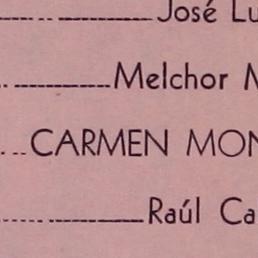 José Lu
Melchor M
CARMEN MON
Raúl Ca